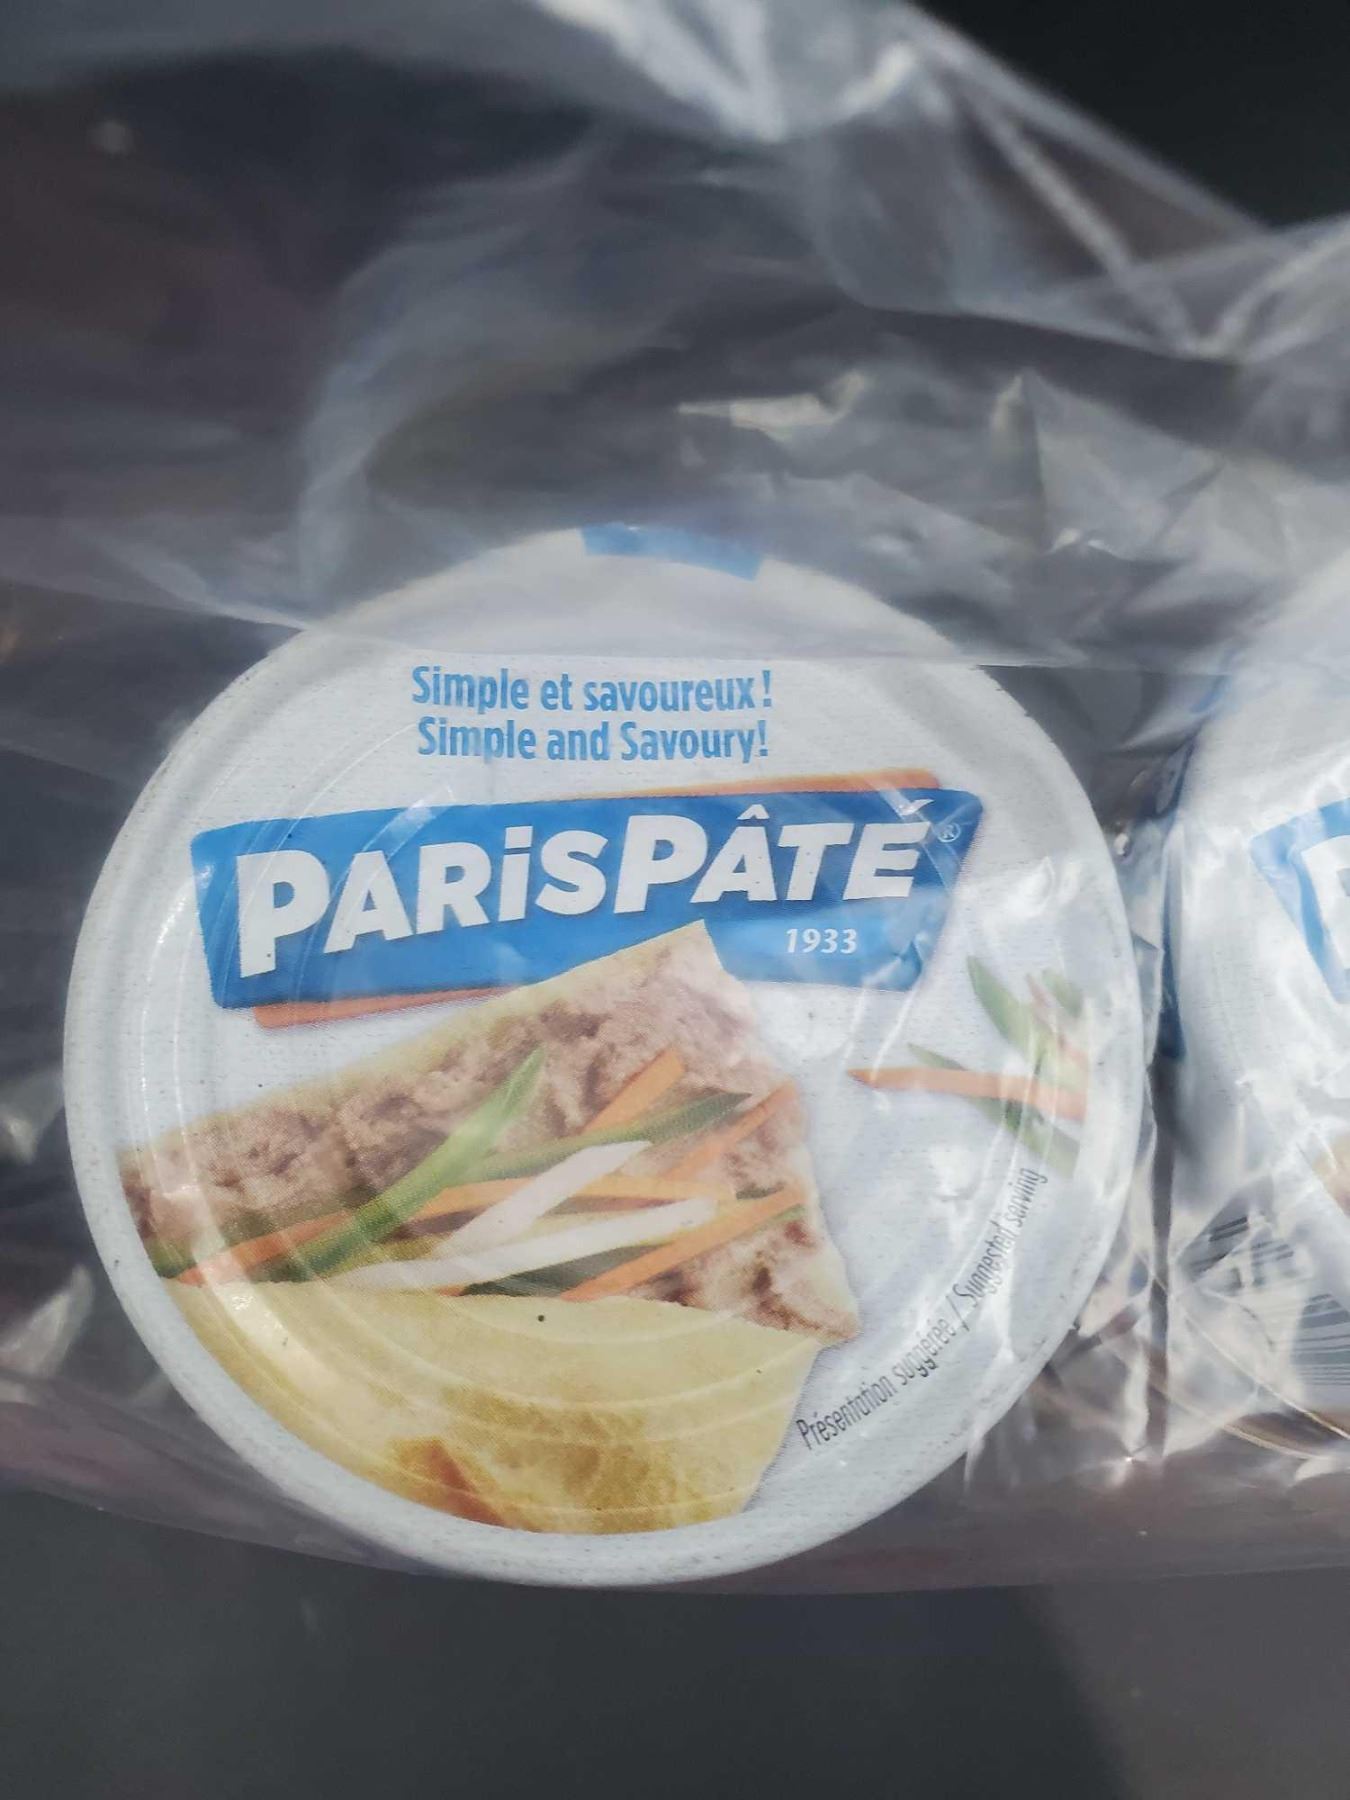 Simple et savoureux !
Simple and Savoury!
PARiSPÂTÉ®
1933
Présentation suggérée / Suggested serving